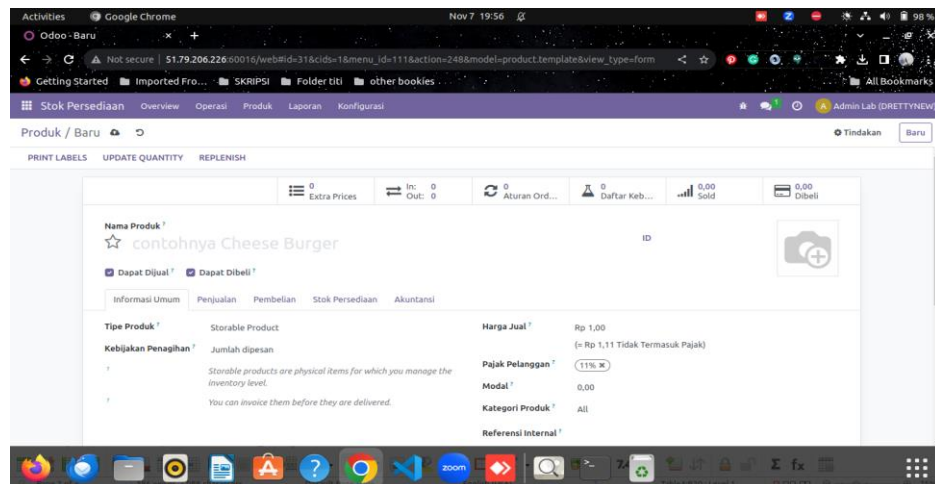 Activities Google Chrome Nov 7 19:56 98 %
Odoo - Baru
Not secure 51.79.206.226:60016/web#id=31&cids=1&menu_id=111&action=248&model=product.template&view_type=form
Getting Started Imported Fro... SKRIPSI Folder titi other bookies All Bookmarks
Stok Persediaan Overview Operasi Produk Laporan Konfigurasi 1 Admin Lab (DRETTYNEW
Produk / Baru Tindakan Baru
PRINT LABELS UPDATE QUANTITY REPLENISH
0 Extra Prices
In: 0
Out: 0
0 Aturan Ord...
0 Daftar Keb...
0,00 Sold
0,00 Dibeli
Nama Produk ?
contohnya Cheese Burger ID
Dapat Dijual ? Dapat Dibeli ?
Informasi Umum Penjualan Pembelian Stok Persediaan Akuntansi
Tipe Produk ? Storable Product
Kebijakan Penagihan ? Jumlah dipesan
? Storable products are physical items for which you manage the
inventory level.
? You can invoice them before they are delivered.
Harga Jual ? Rp 1,00
(= Rp 1,11 Tidak Termasuk Pajak)
Pajak Pelanggan ? 11% ×
Modal ? 0,00
Kategori Produk ? All
Referensi Internal ?
zoom